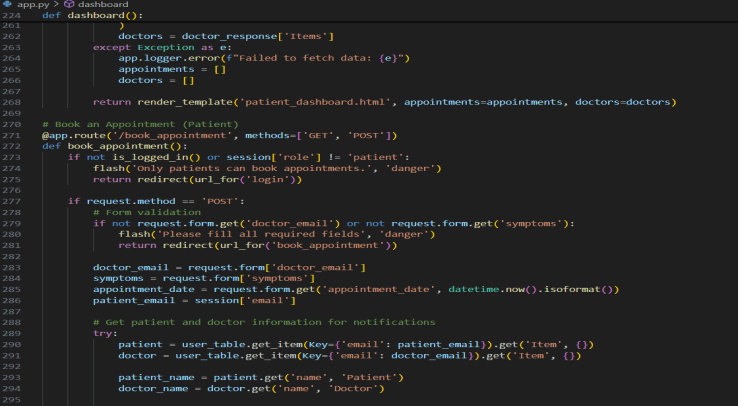 app.py > dashboard
224 def dashboard():
261 )
262 doctors = doctor_response['Items']
263 except Exception as e:
264 app.logger.error(f"Failed to fetch data: {e}")
265 appointments = []
266 doctors = []
267
268 return render_template('patient_dashboard.html', appointments=appointments, doctors=doctors)
269
270 # Book an Appointment (Patient)
271 @app.route('/book_appointment', methods=['GET', 'POST'])
272 def book_appointment():
273 if not is_logged_in() or session['role'] != 'patient':
274 flash('Only patients can book appointments.', 'danger')
275 return redirect(url_for('login'))
276
277 if request.method == 'POST':
278 # Form validation
279 if not request.form.get('doctor_email') or not request.form.get('symptoms'):
280 flash('Please fill all required fields', 'danger')
281 return redirect(url_for('book_appointment'))
282
283 doctor_email = request.form['doctor_email']
284 symptoms = request.form['symptoms']
285 appointment_date = request.form.get('appointment_date', datetime.now().isoformat())
286 patient_email = session['email']
287
288 # Get patient and doctor information for notifications
289 try:
290 patient = user_table.get_item(Key={'email': patient_email}).get('Item', {})
291 doctor = user_table.get_item(Key={'email': doctor_email}).get('Item', {})
292
293 patient_name = patient.get('name', 'Patient')
294 doctor_name = doctor.get('name', 'Doctor')
295